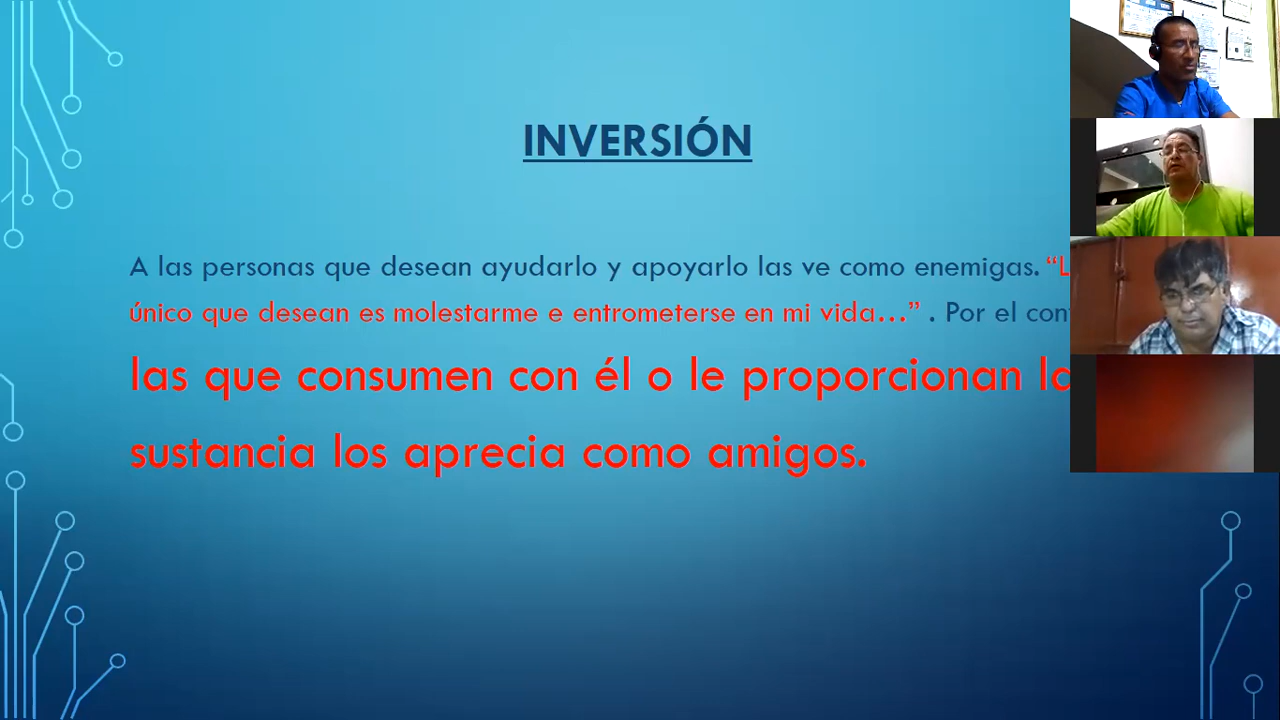 INVERSIÓN
A las personas que desean ayudarlo y apoyarlo las ve como enemigas. “L
único que desean es molestarme e entrometerse en mi vida...” . Por el con
las que consumen con él o le proporcionan la
sustancia los aprecia como amigos.